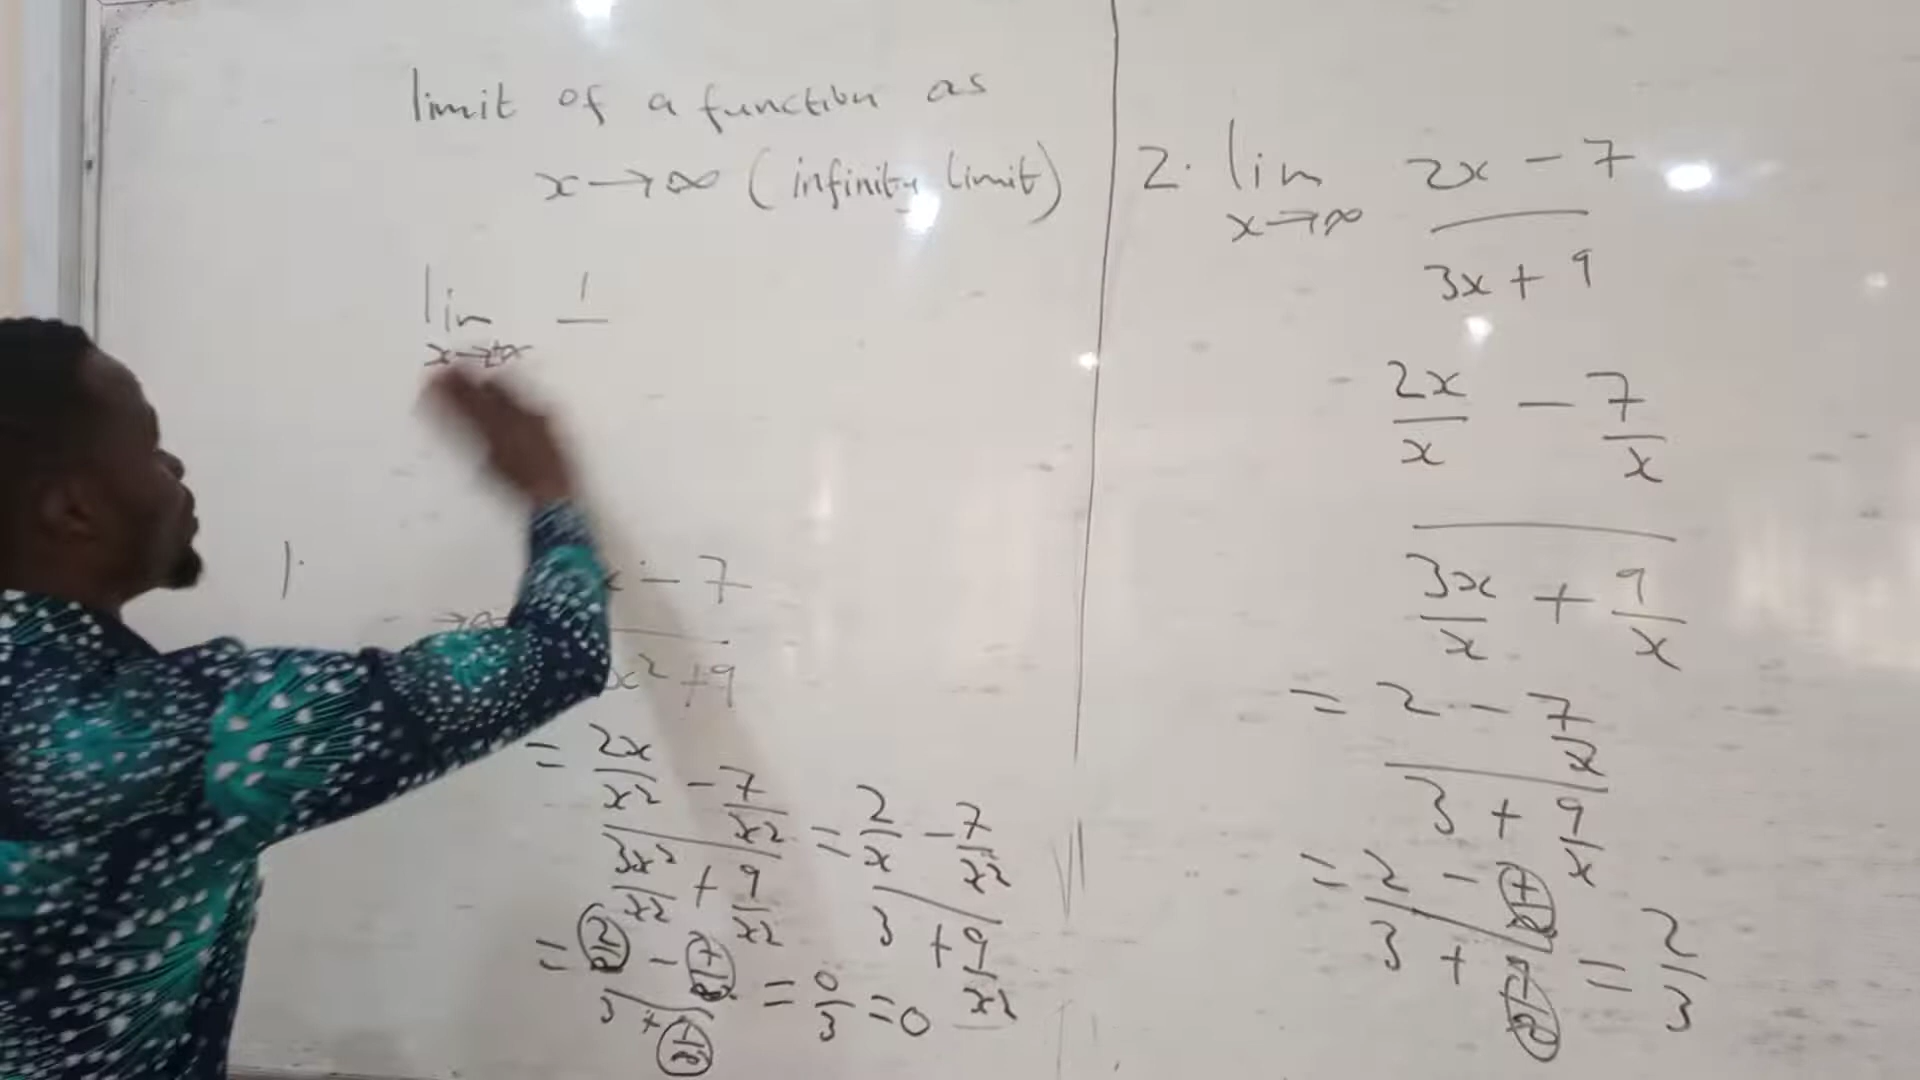 limit of a function as
x→∞ (infinity limit)
lim 1
x→∞
1. x - 7
→∞
x² + 9
= 2x/x² - 7/x² = 2/x - 7/x²
3x²/x² + 9/x² 3 + 9/x²
= 2/∞ - 7/∞ = 0/3 = 0
3 +
2. lim 2x - 7
x→∞ 3x + 9
2x/x - 7/x
3x/x + 9/x
= 2 - 7/x
3 + 9/x
= 2 - 7/∞ = 2/3
3 +